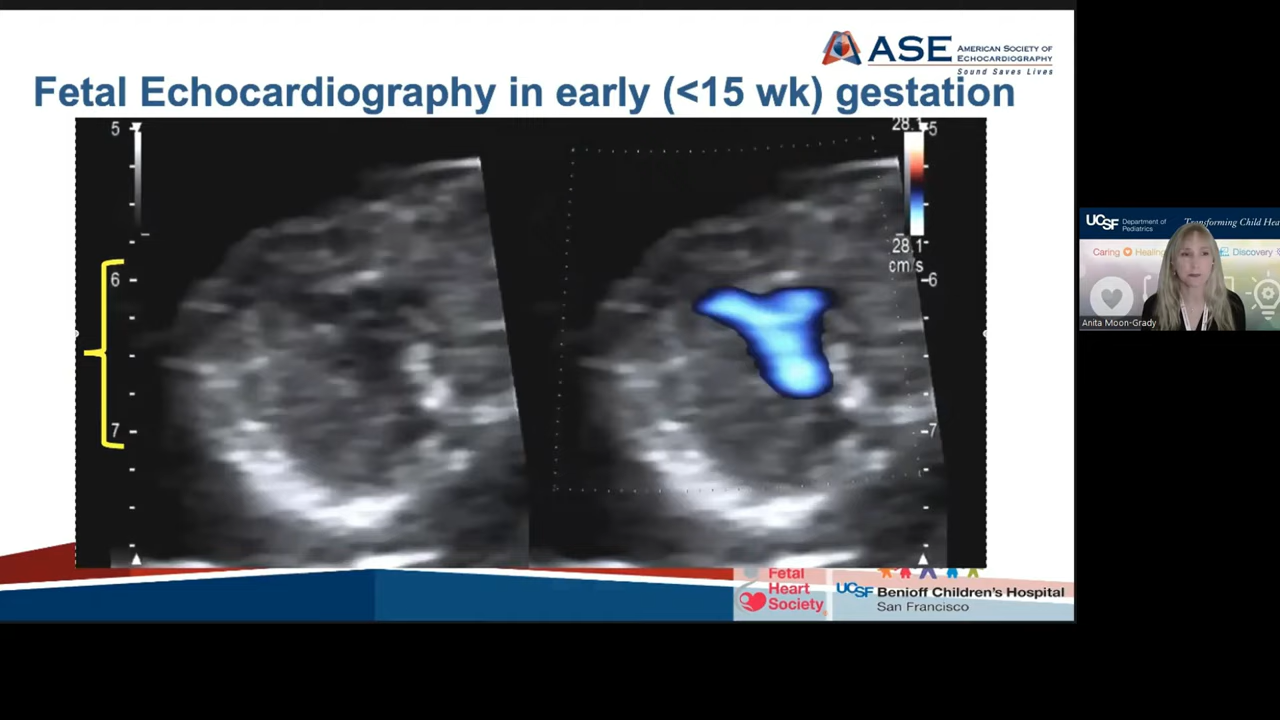 ASE AMERICAN SOCIETY OF
ECHOCARDIOGRAPHY
Sound Saves Lives
Fetal Echocardiography in early (<15 wk) gestation
5
6
7
28.1
5
28.1
cm/s
6
7
UCSF Department of
Pediatrics
Transforming Child Hea
Caring
Healing
Discovery
Anita Moon-Grady
Fetal
Heart
Society
UCSF Benioff Children's Hospital
San Francisco